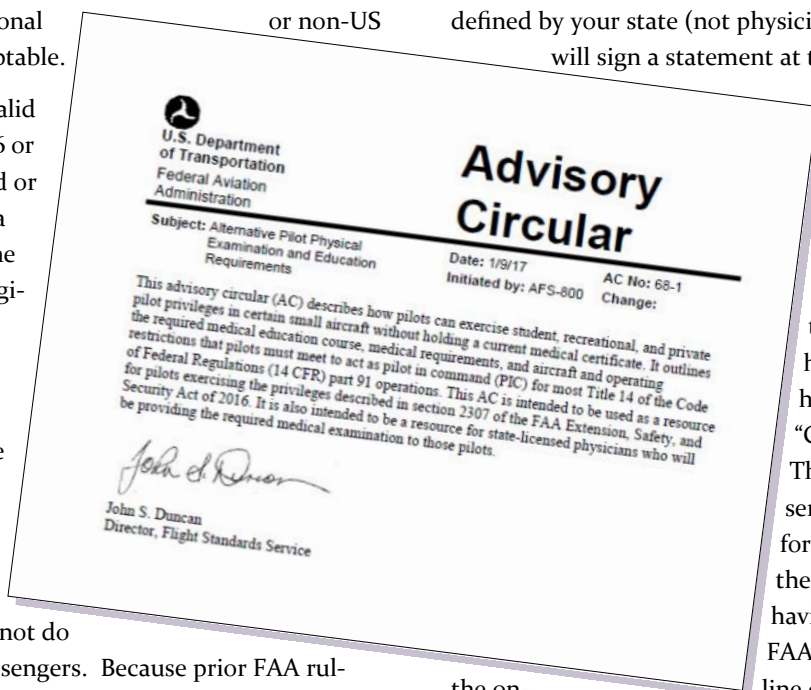 onal
or non-US
defined by your state (not physici
ptable.
will sign a statement at t
alid
6 or
d or
a
ne
gi-
e
not do
sengers. Because prior FAA rul-
the on
t
h
h
"C
Th
ser
for
the
havi
FAA
line
U.S. Department
of Transportation
Federal Aviation
Administration
Advisory
Circular
Subject: Alternative Pilot Physical
Examination and Education
Requirements
Date: 1/9/17
Initiated by: AFS-800
AC No: 68-1
Change:
This advisory circular (AC) describes how pilots can exercise student, recreational, and private
pilot privileges in certain small aircraft without holding a current medical certificate. It outlines
the required medical education course, medical requirements, and aircraft and operating
restrictions that pilots must meet to act as pilot in command (PIC) for most Title 14 of the Code
of Federal Regulations (14 CFR) part 91 operations. This AC is intended to be used as a resource
for pilots exercising the privileges described in section 2307 of the FAA Extension, Safety, and
Security Act of 2016. It is also intended to be a resource for state-licensed physicians who will
be providing the required medical examination to those pilots.
John S. Duncan
John S. Duncan
Director, Flight Standards Service